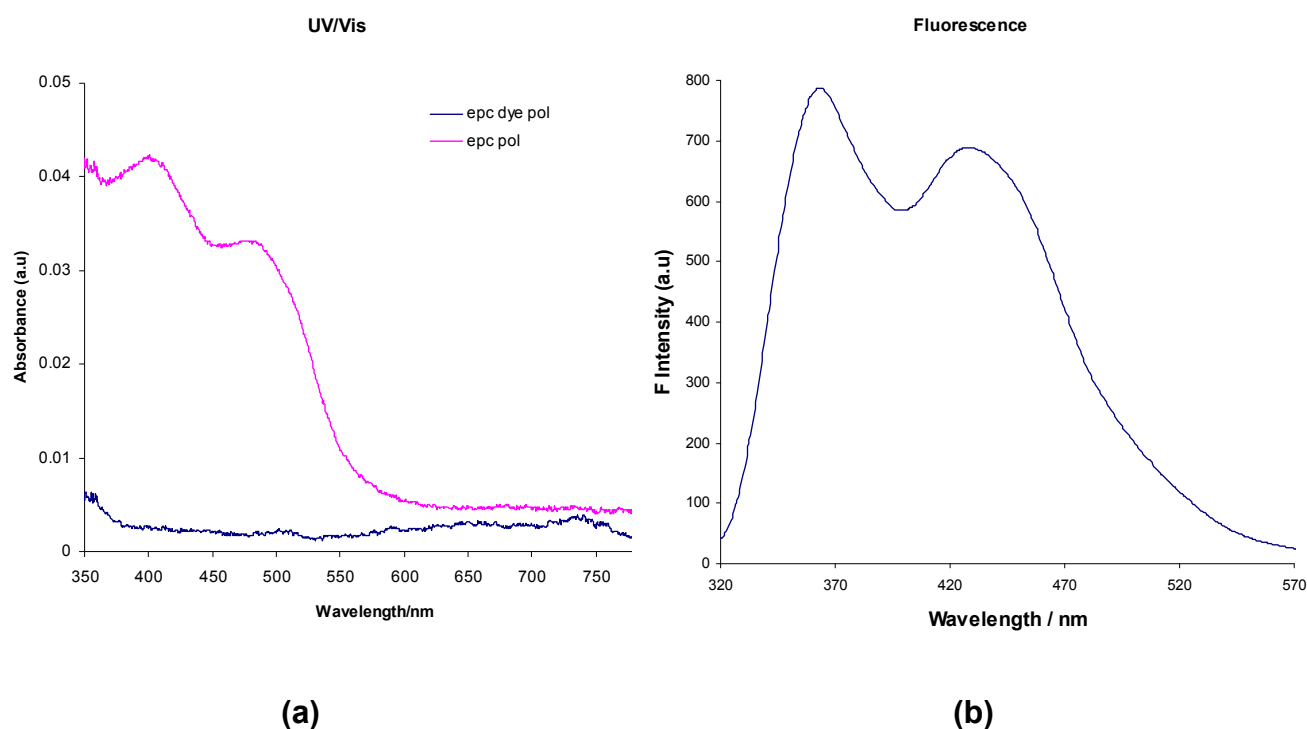 UV/Vis
0.05
0.04
0.03
0.02
0.01
0
Absorbance (a.u)
epc dye pol
epc pol
350 400 450 500 550 600 650 700 750
Wavelength/nm
(a)
Fluorescence
800
700
600
500
400
300
200
100
0
F Intensity (a.u)
320 370 420 470 520 570
Wavelength / nm
(b)